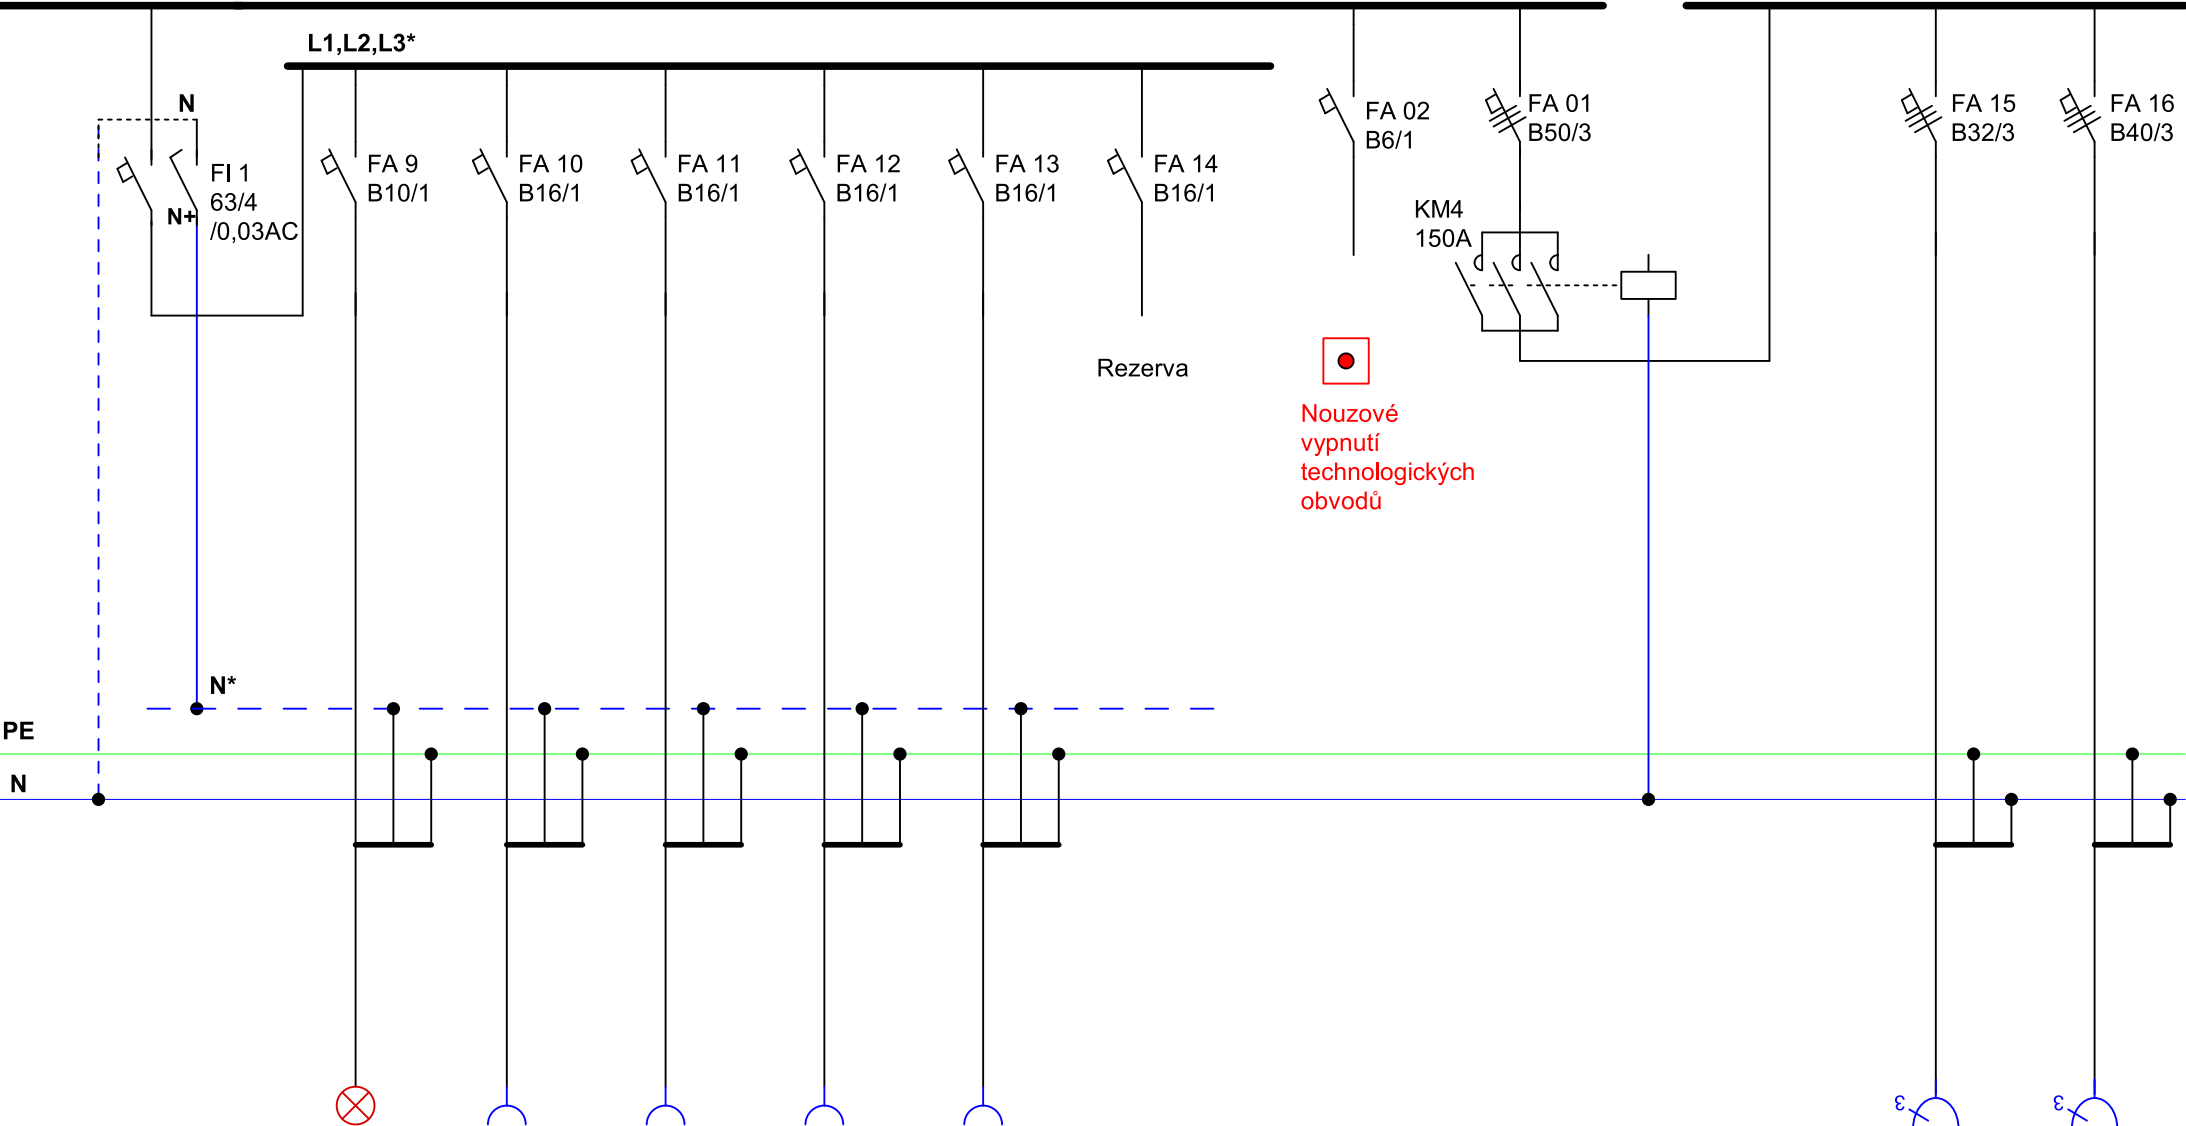 L1,L2,L3*
N
FI 1
63/4
/0,03AC
N+
FA 9
B10/1
FA 10
B16/1
FA 11
B16/1
FA 12
B16/1
FA 13
B16/1
FA 14
B16/1
Rezerva
FA 02
B6/1
FA 01
B50/3
KM4
150A
FA 15
B32/3
FA 16
B40/3
Nouzové
vypnutí
technologických
obvodů
N*
PE
N
3
3